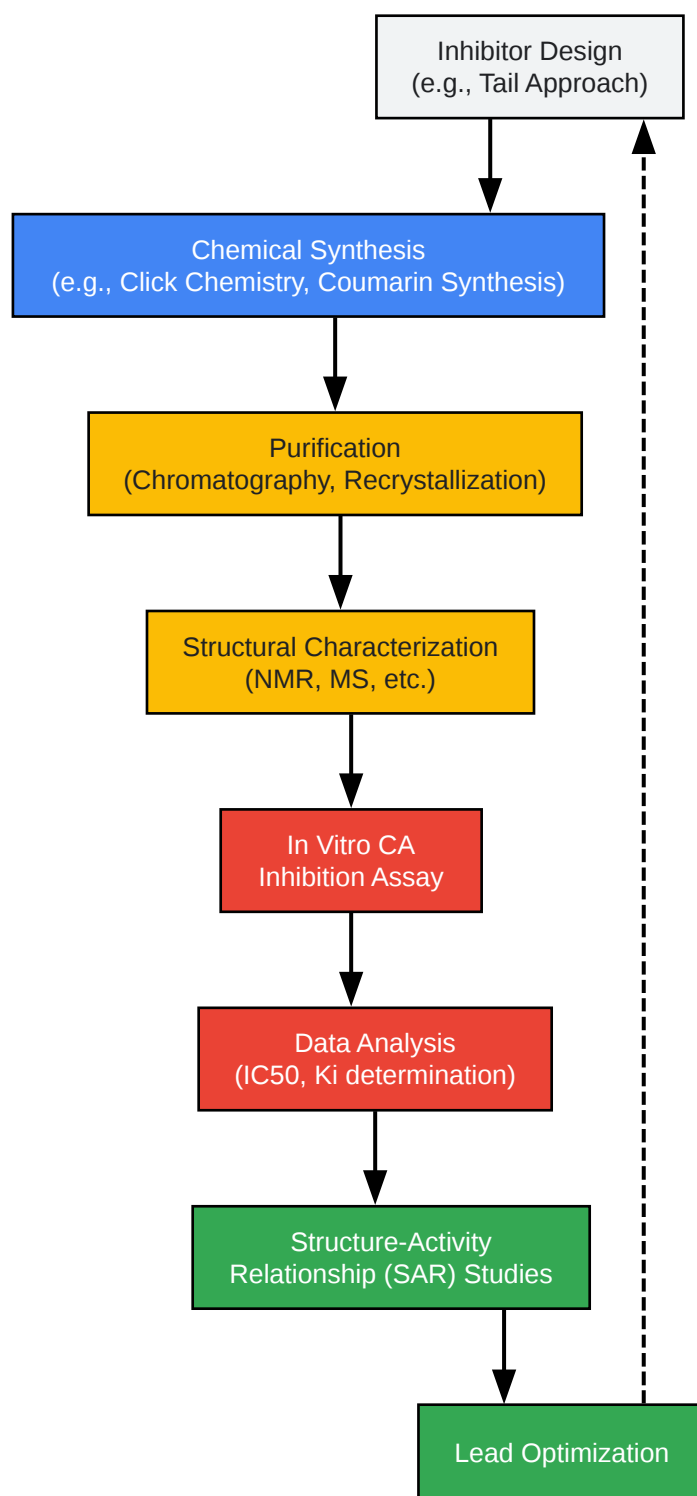 Inhibitor Design
(e.g., Tail Approach)
Chemical Synthesis
(e.g., Click Chemistry, Coumarin Synthesis)
Purification
(Chromatography, Recrystallization)
Structural Characterization
(NMR, MS, etc.)
In Vitro CA
Inhibition Assay
Data Analysis
(IC50, Ki determination)
Structure-Activity
Relationship (SAR) Studies
Lead Optimization